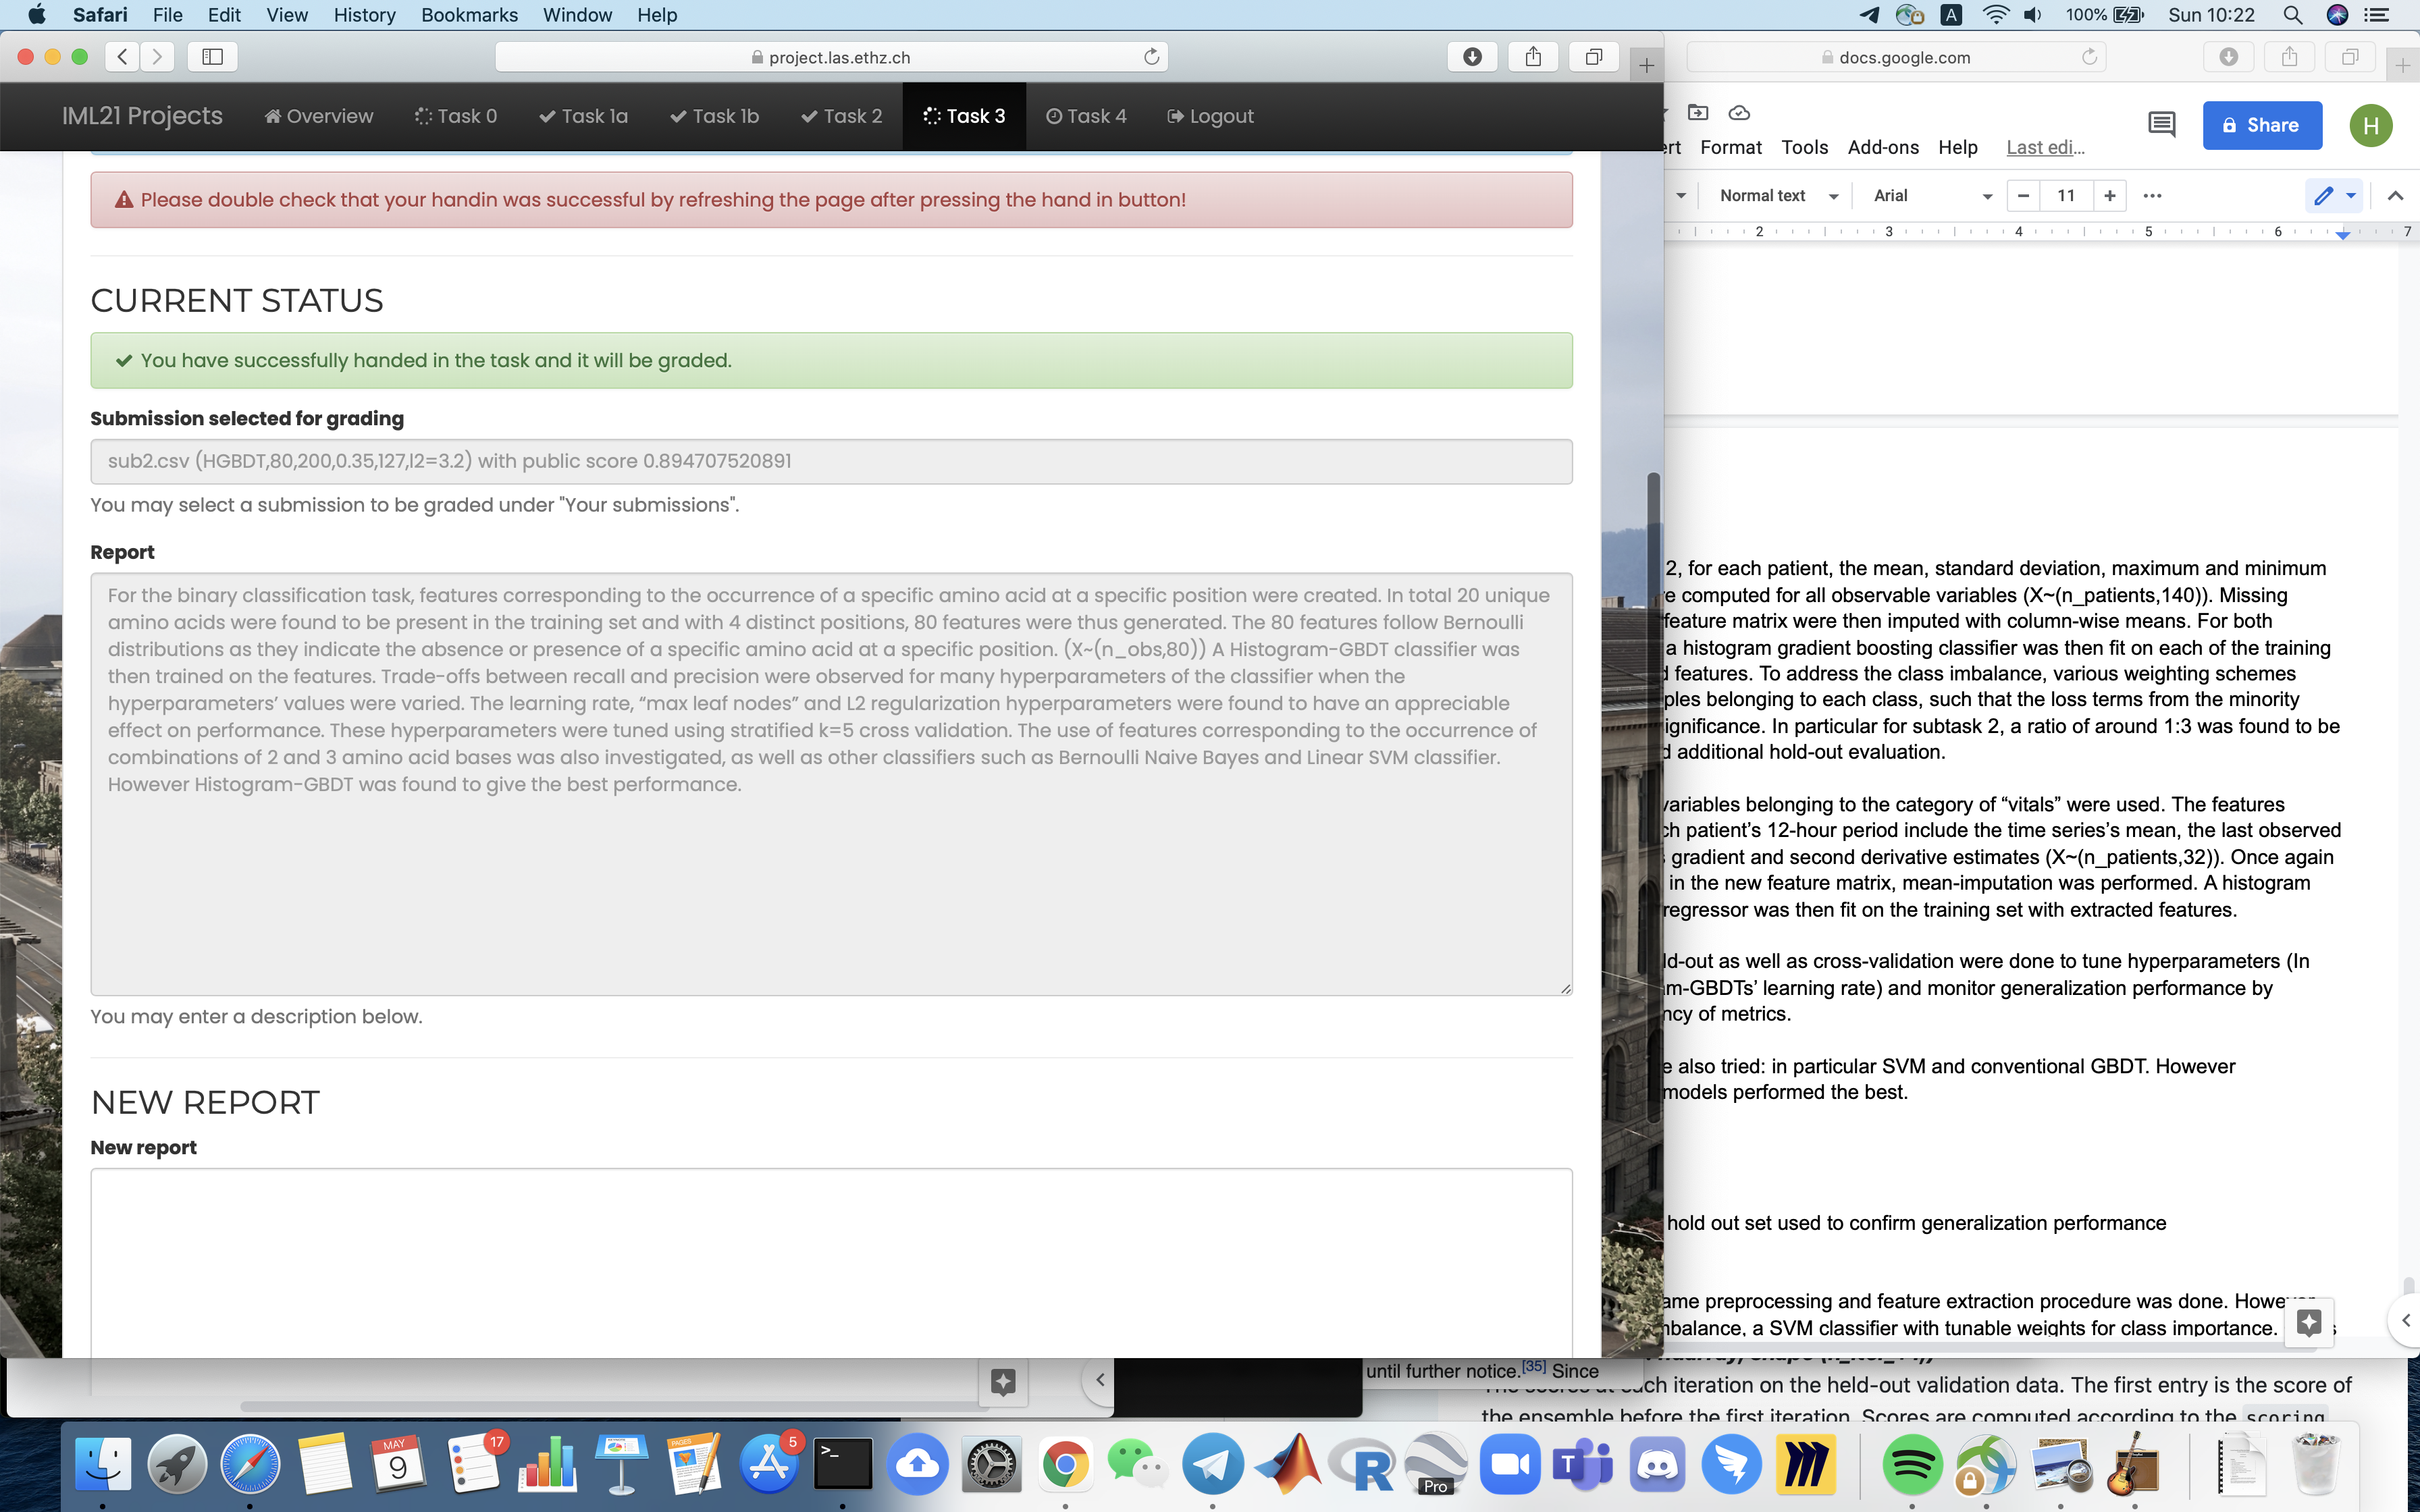 Safari File Edit View History Bookmarks Window Help
A 100% Sun 10:22
project.las.ethz.ch
docs.google.com
IML21 Projects Overview Task 0 Task 1a Task 1b Task 2 Task 3 Task 4 Logout
Please double check that your handin was successful by refreshing the page after pressing the hand in button!
CURRENT STATUS
You have successfully handed in the task and it will be graded.
Submission selected for grading
sub2.csv (HGBDT,80,200,0.35,127,l2=3.2) with public score 0.894707520891
You may select a submission to be graded under "Your submissions".
Report
For the binary classification task, features corresponding to the occurrence of a specific amino acid at a specific position were created. In total 20 unique
amino acids were found to be present in the training set and with 4 distinct positions, 80 features were thus generated. The 80 features follow Bernoulli
distributions as they indicate the absence or presence of a specific amino acid at a specific position. (X~(n_obs,80)) A Histogram-GBDT classifier was
then trained on the features. Trade-offs between recall and precision were observed for many hyperparameters of the classifier when the
hyperparameters’ values were varied. The learning rate, “max leaf nodes” and L2 regularization hyperparameters were found to have an appreciable
effect on performance. These hyperparameters were tuned using stratified k=5 cross validation. The use of features corresponding to the occurrence of
combinations of 2 and 3 amino acid bases was also investigated, as well as other classifiers such as Bernoulli Naive Bayes and Linear SVM classifier.
However Histogram-GBDT was found to give the best performance.
You may enter a description below.
NEW REPORT
New report
Share
H
ert Format Tools Add-ons Help Last edi...
Normal text Arial − 11 +
2 3 4 5 6 7
2, for each patient, the mean, standard deviation, maximum and minimum
e computed for all observable variables (X~(n_patients,140)). Missing
feature matrix were then imputed with column-wise means. For both
a histogram gradient boosting classifier was then fit on each of the training
d features. To address the class imbalance, various weighting schemes
ples belonging to each class, such that the loss terms from the minority
ignificance. In particular for subtask 2, a ratio of around 1:3 was found to be
d additional hold-out evaluation.
variables belonging to the category of “vitals” were used. The features
ch patient’s 12-hour period include the time series’s mean, the last observed
gradient and second derivative estimates (X~(n_patients,32)). Once again
in the new feature matrix, mean-imputation was performed. A histogram
regressor was then fit on the training set with extracted features.
ld-out as well as cross-validation were done to tune hyperparameters (In
m-GBDTs’ learning rate) and monitor generalization performance by
ncy of metrics.
e also tried: in particular SVM and conventional GBDT. However
models performed the best.
hold out set used to confirm generalization performance
ame preprocessing and feature extraction procedure was done. However
mbalance, a SVM classifier with tunable weights for class importance.
until further notice.[35] Since
The scores at each iteration on the held-out validation data. The first entry is the score of
the ensemble before the first iteration. Scores are computed according to the scoring
MAY
9
17
PAGES
5
>_
Pro
R
T